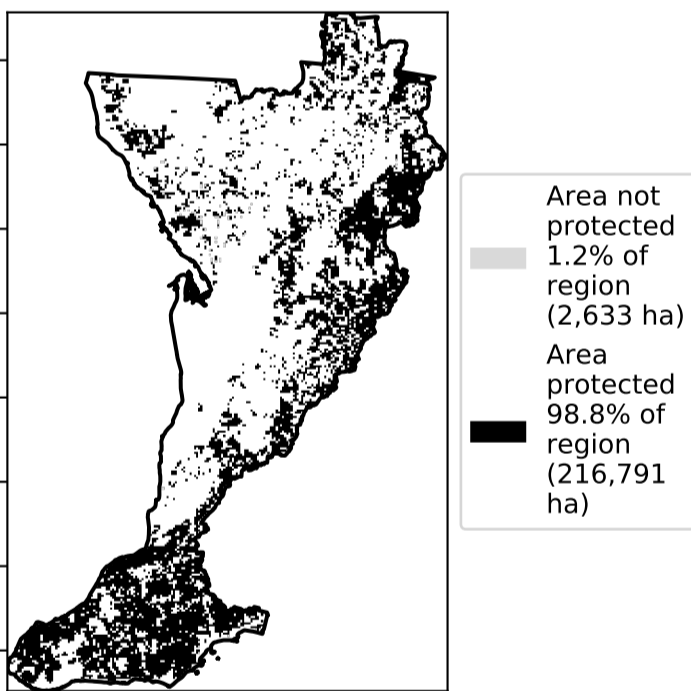 Area not
protected
1.2% of
region
(2,633 ha)
Area
protected
98.8% of
region
(216,791
ha)